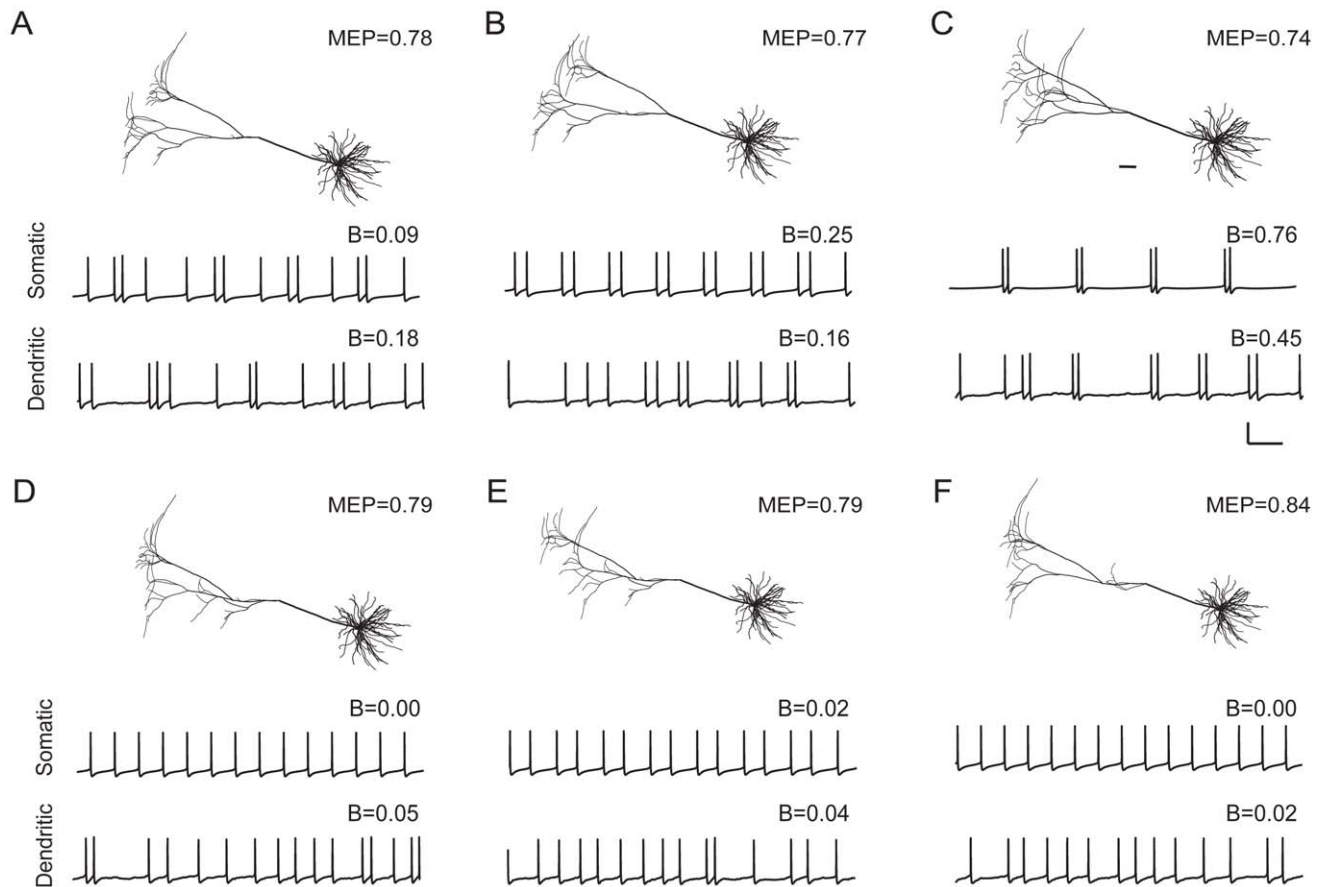 A
MEP=0.78
B
MEP=0.77
C
MEP=0.74
Somatic
B=0.09
B=0.25
B=0.76
Dendritic
B=0.18
B=0.16
B=0.45
D
MEP=0.79
E
MEP=0.79
F
MEP=0.84
Somatic
B=0.00
B=0.02
B=0.00
Dendritic
B=0.05
B=0.04
B=0.02